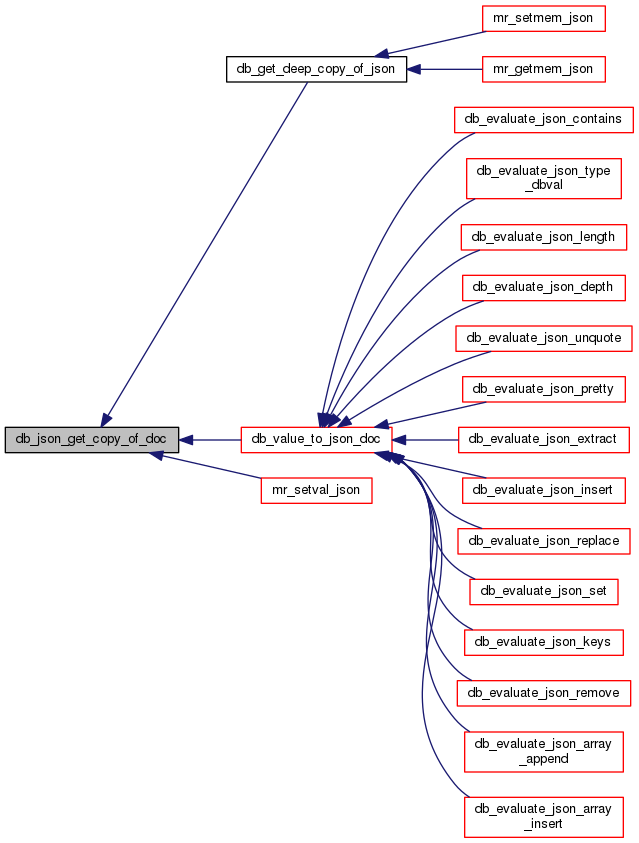 mr_setmem_json
db_get_deep_copy_of_json
mr_getmem_json
db_evaluate_json_contains
db_evaluate_json_type
_dbval
db_evaluate_json_length
db_evaluate_json_depth
db_evaluate_json_unquote
db_evaluate_json_pretty
db_json_get_copy_of_doc
db_value_to_json_doc
db_evaluate_json_extract
mr_setval_json
db_evaluate_json_insert
db_evaluate_json_replace
db_evaluate_json_set
db_evaluate_json_keys
db_evaluate_json_remove
db_evaluate_json_array
_append
db_evaluate_json_array
_insert